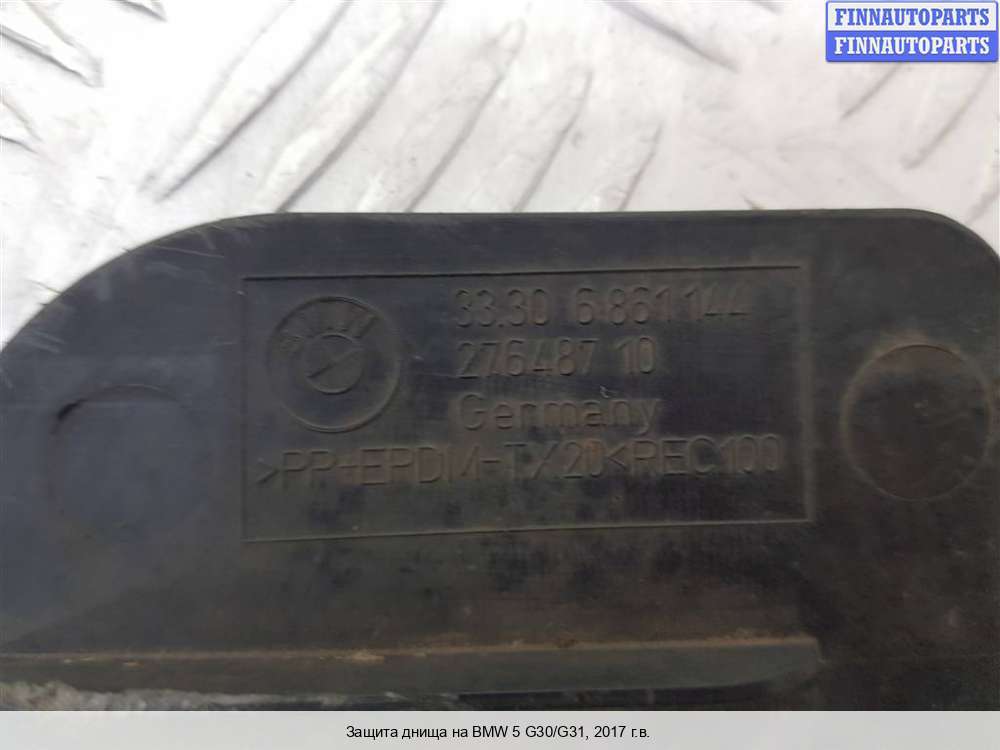 FINNAUTOPARTS
FINNAUTOPARTS
BMW
33.30 6 861 144
276487 10
Germany
>PP+EPDM-TX20<REC100
Защита днища на BMW 5 G30/G31, 2017 г.в.